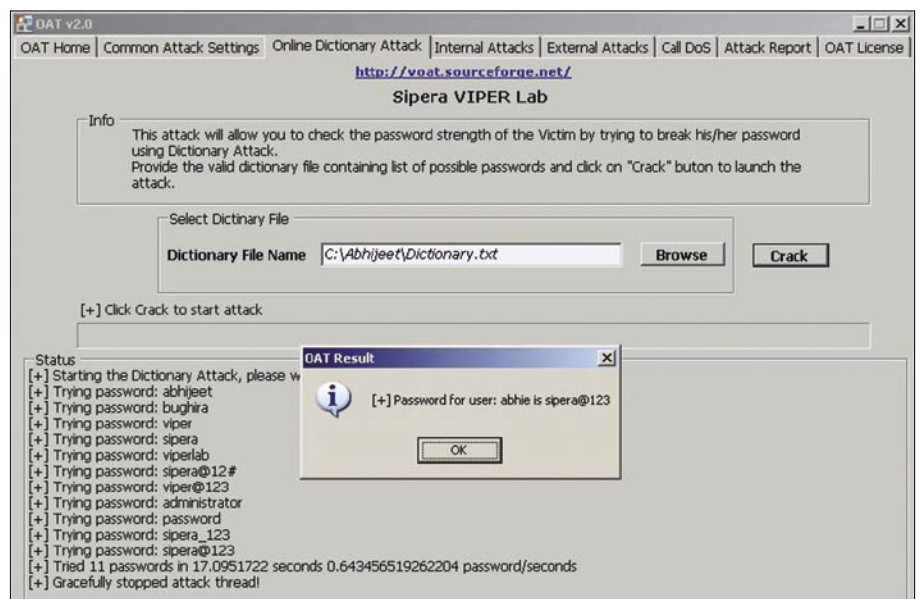 OAT v2.0
OAT Home Common Attack Settings Online Dictionary Attack Internal Attacks External Attacks Call DoS Attack Report OAT License
http://voat.sourceforge.net/
Sipera VIPER Lab
Info
This attack will allow you to check the password strength of the Victim by trying to break his/her password
using Dictionary Attack.
Provide the valid dictionary file containing list of possible passwords and click on "Crack" buton to launch the
attack.
Select Dictinary File
Dictionary File Name C:\Abhijeet\Dictionary.txt Browse Crack
[+] Click Crack to start attack
Status
[+] Starting the Dictionary Attack, please w
[+] Trying password: abhijeet
[+] Trying password: bughira
[+] Trying password: viper
[+] Trying password: sipera
[+] Trying password: viperlab
[+] Trying password: sipera@12#
[+] Trying password: viper@123
[+] Trying password: administrator
[+] Trying password: password
[+] Trying password: sipera_123
[+] Trying password: sipera@123
[+] Tried 11 passwords in 17.0951722 seconds 0.643456519262204 password/seconds
[+] Gracefully stopped attack thread!
OAT Result
[+] Password for user: abhie is sipera@123
OK